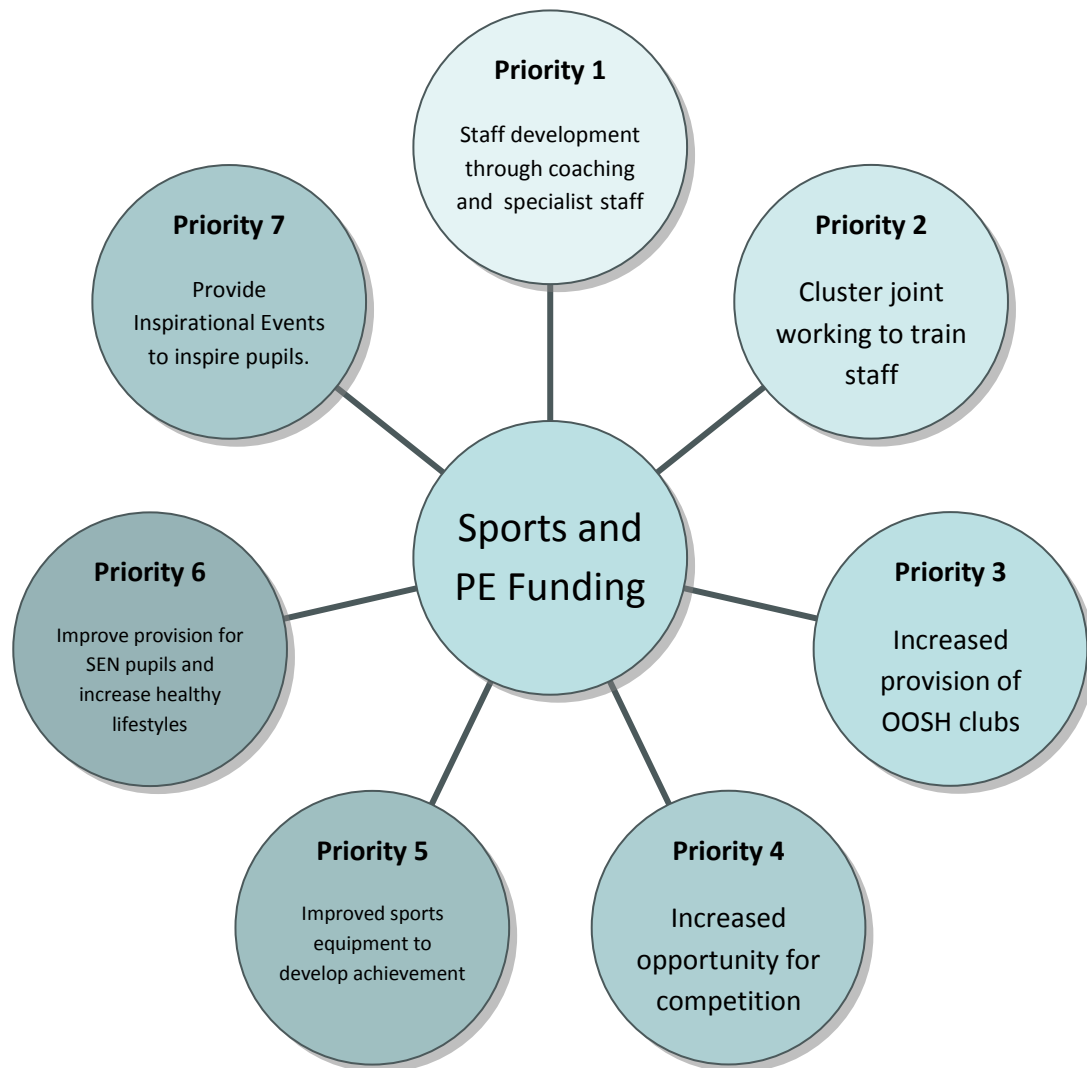 Priority 1
Staff development
through coaching
and specialist staff
Priority 2
Cluster joint
working to train
staff
Priority 3
Increased
provision of
OOSH clubs
Priority 4
Increased
opportunity for
competition
Priority 5
Improved sports
equipment to
develop achievement
Priority 6
Improve provision for
SEN pupils and
increase healthy
lifestyles
Priority 7
Provide
Inspirational Events
to inspire pupils.
Sports and
PE Funding